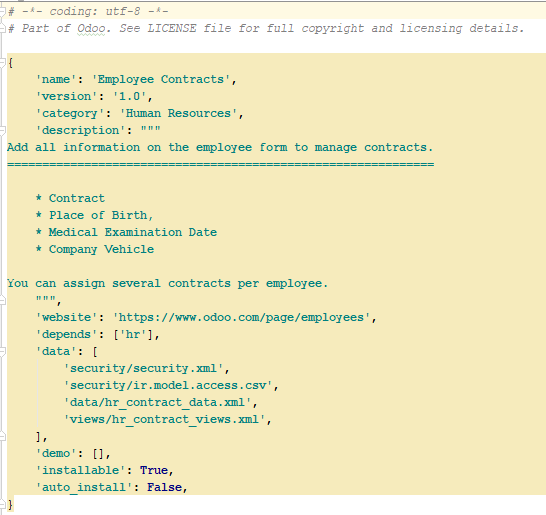 # -*- coding: utf-8 -*-
# Part of Odoo. See LICENSE file for full copyright and licensing details.
{
    'name': 'Employee Contracts',
    'version': '1.0',
    'category': 'Human Resources',
    'description': """
Add all information on the employee form to manage contracts.
=============================================================
    * Contract
    * Place of Birth,
    * Medical Examination Date
    * Company Vehicle
You can assign several contracts per employee.
    """,
    'website': 'https://www.odoo.com/page/employees',
    'depends': ['hr'],
    'data': [
        'security/security.xml',
        'security/ir.model.access.csv',
        'data/hr_contract_data.xml',
        'views/hr_contract_views.xml',
    ],
    'demo': [],
    'installable': True,
    'auto_install': False,
}